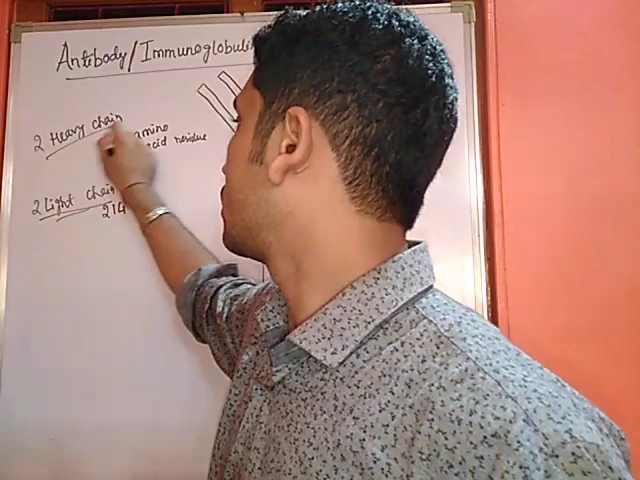 Antibody/Immunoglobuli
2 Heavy chain
amino
acid residue
2 Light chain
214